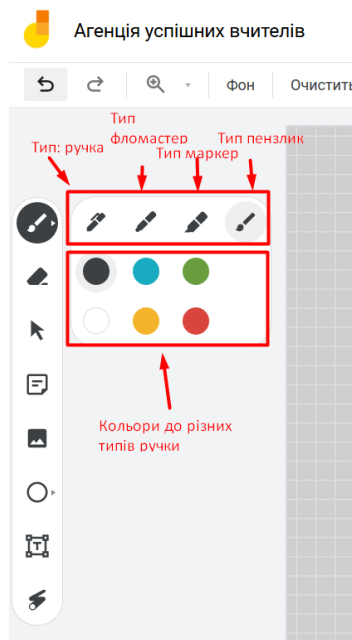 Агенція успішних вчителів
Фон
Очистить
Тип
фломастер
Тип: ручка
Тип маркер
Тип пензлик
Кольори до різних
типів ручки
T